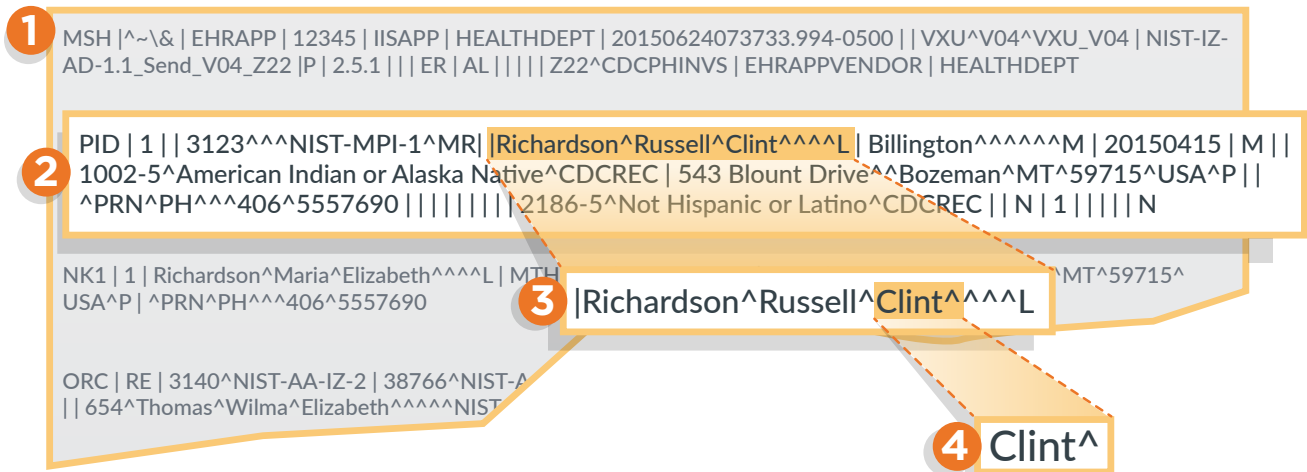 1
MSH |^~\& | EHRAPP | 12345 | IISAPP | HEALTHDEPT | 20150624073733.994-0500 | | VXU^V04^VXU_V04 | NIST-IZ-
AD-1.1_Send_V04_Z22 |P | 2.5.1 | | | ER | AL | | | | | Z22^CDCPHINVS | EHRAPPVENDOR | HEALTHDEPT
2
PID | 1 | | 3123^^^NIST-MPI-1^MR| |Richardson^Russell^Clint^^^^L | Billington^^^^^^M | 20150415 | M | |
1002-5^American Indian or Alaska Native^CDCREC | 543 Blount Drive^^Bozeman^MT^59715^USA^P | |
^PRN^PH^^^406^5557690 | | | | | | | | | 2186-5^Not Hispanic or Latino^CDCREC | | N | 1 | | | | | N
NK1 | 1 | Richardson^Maria^Elizabeth^^^^L | MTH ^MT^59715^
USA^P | ^PRN^PH^^^406^5557690
3
|Richardson^Russell^Clint^^^^L
ORC | RE | 3140^NIST-AA-IZ-2 | 38766^NIST-A
| | 654^Thomas^Wilma^Elizabeth^^^^^NIST
4
Clint^